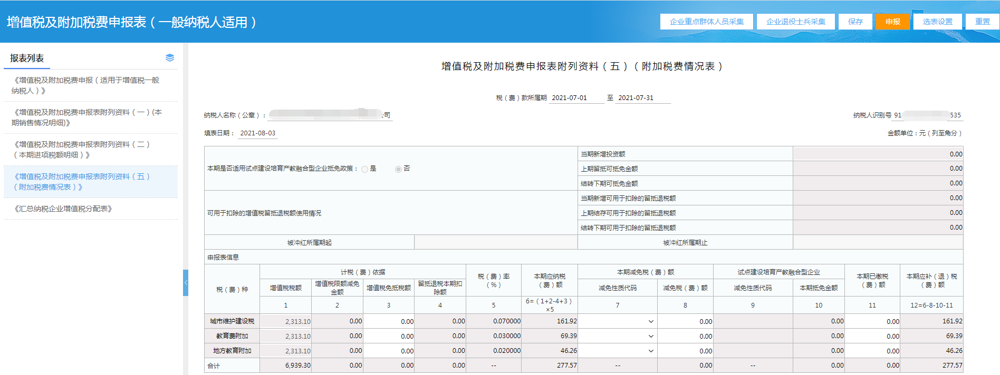 增值税及附加税费申报表（一般纳税人适用）
企业重点群体人员采集 企业退役士兵采集 保存 申报 选表设置 重置
报表列表
《增值税及附加税费申报（适用于增值税一般
纳税人）》
《增值税及附加税费申报表附列资料（一）(本
期销售情况明细)》
《增值税及附加税费申报表附列资料（二）
（本期进项税额明细）》
《增值税及附加税费申报表附列资料（五）
（附加税费情况表）》
《汇总纳税企业增值税分配表》
增值税及附加税费申报表附列资料（五）（附加税费情况表）
税（费）款所属期 2021-07-01 至 2021-07-31
纳税人名称（公章）： 公司 纳税人识别号 91 535
填表日期： 2021-08-03 金额单位：元（列至角分）
本期是否适用试点建设培育产教融合型企业抵免政策： 是 否
当期新增投资额 0.00
上期留抵可抵免金额 0.00
结转下期可抵免金额 0.00
可用于扣除的增值税留抵退税额使用情况
当期新增可用于扣除的留抵退税额 0.00
上期结存可用于扣除的留抵退税额 0.00
结转下期可用于扣除的留抵退税额 0.00
被冲红所属期起 被冲红所属期止
申报表信息
税（费）种 计税（费）依据 税（费）率（%） 本期应纳税（费）额 本期减免税（费）额 试点建设培育产教融合型企业 本期已缴税（费）额 本期应补（退）税（费）额
增值税税额 增值税限额减免金额 增值税免抵税额 留抵退税本期扣除额 减免性质代码 减免税（费）额 减免性质代码 本期抵免金额
1 2 3 4 5 6=（1+2-4+3）×5 7 8 9 10 11 12=6-8-10-11
城市维护建设税 2,313.10 0.00 0.00 0.00 0.070000 161.92 0.00 0.00 0.00 161.92
教育费附加 2,313.10 0.00 0.00 0.00 0.030000 69.39 0.00 0.00 0.00 69.39
地方教育附加 2,313.10 0.00 0.00 0.00 0.020000 46.26 0.00 0.00 0.00 46.26
合计 6,939.30 0.00 0.00 0.00 -- 277.57 -- 0.00 -- 0.00 0.00 277.57